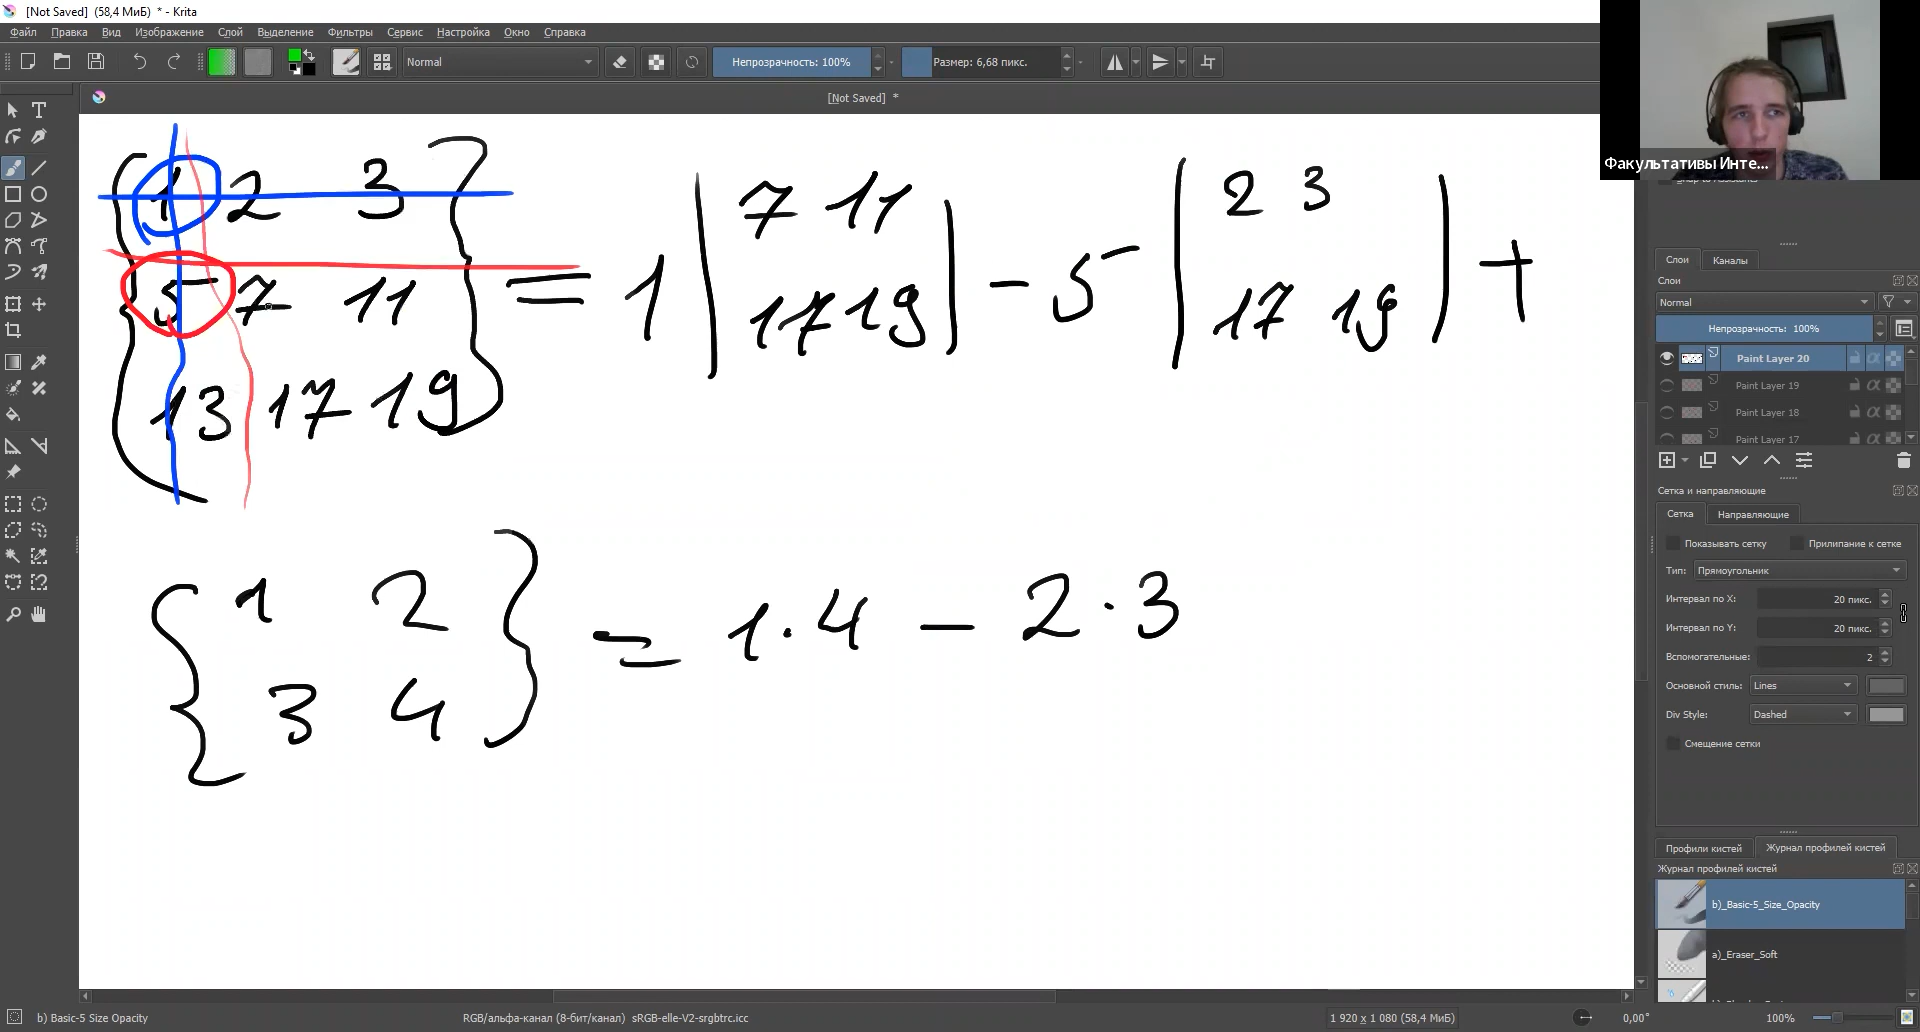 [Not Saved] (58,4 МиБ) * - Krita
Файл Правка Вид Изображение Слой Выделение Фильтры Сервис Настройка Окно Справка
Normal Непрозрачность: 100% Размер: 6,68 пикс.
[Not Saved] *
Факультативы Инте...
1 2 3
5 7 11
13 17 19
= 1 | 7 11 | - 5 | 2 3 | +
17 19 17 19
1 2
3 4
= 1 · 4 - 2 · 3
Слои Каналы
Слои
Normal
Непрозрачность: 100%
Paint Layer 20
Paint Layer 19
Paint Layer 18
Paint Layer 17
Сетка и направляющие
Сетка Направляющие
Показывать сетку Прилипание к сетке
Тип: Прямоугольник
Интервал по X: 20 пикс.
Интервал по Y: 20 пикс.
Вспомогательные: 2
Основной стиль: Lines
Div Style: Dashed
Смещение сетки
Профили кистей Журнал профилей кистей
Журнал профилей кистей
b)_Basic-5_Size_Opacity
a)_Eraser_Soft
b) Basic-5 Size Opacity
RGB/альфа-канал (8-бит/канал) sRGB-elle-V2-srgbtrc.icc
1 920 x 1 080 (58,4 МиБ)
0,00°
100%